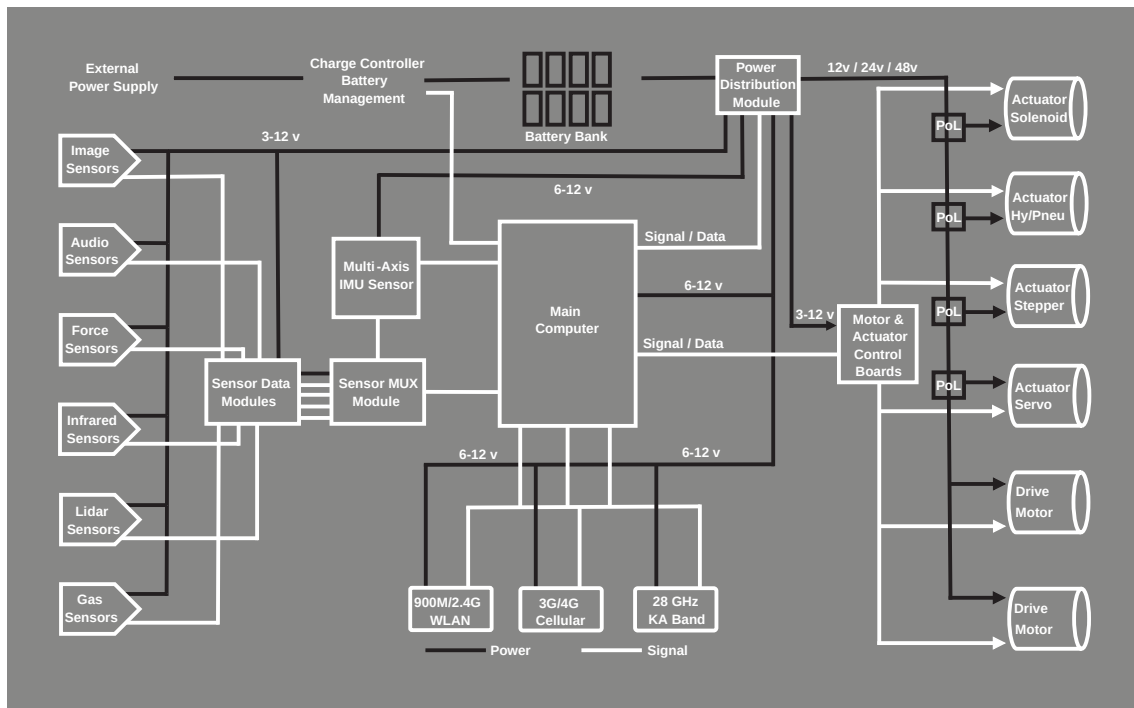 External
Power Supply
Charge Controller
Battery
Management
Battery Bank
Power
Distribution
Module
12v / 24v / 48v
Actuator
Solenoid
PoL
3-12 v
Image
Sensors
6-12 v
Actuator
Hy/Pneu
PoL
Audio
Sensors
Multi-Axis
IMU Sensor
Signal / Data
Main
Computer
6-12 v
Actuator
Stepper
PoL
3-12 v
Motor &
Actuator
Control
Boards
Force
Sensors
Signal / Data
Sensor Data
Modules
Sensor MUX
Module
PoL
Actuator
Servo
Infrared
Sensors
6-12 v
6-12 v
Lidar
Sensors
Drive
Motor
Gas
Sensors
900M/2.4G
WLAN
3G/4G
Cellular
28 GHz
KA Band
Drive
Motor
Power
Signal